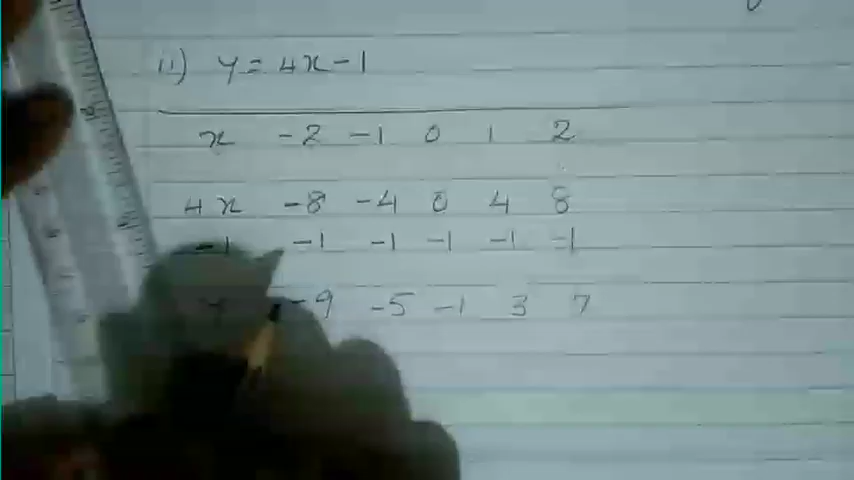 ii) y = 4x - 1
x -2 -1 0 1 2
4x -8 -4 0 4 8
-1 -1 -1 -1 -1 -1
y -9 -5 -1 3 7